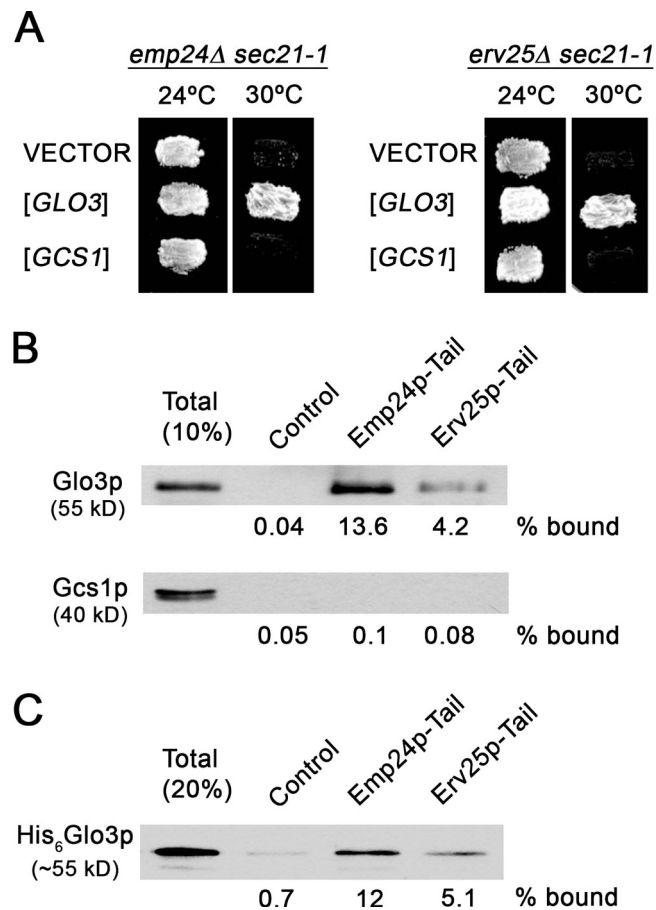 A
emp24Δ sec21-1 erv25Δ sec21-1
24ºC 30ºC 24ºC 30ºC
VECTOR VECTOR
[GLO3] [GLO3]
[GCS1] [GCS1]
B
Total (10%) Control Emp24p-Tail Erv25p-Tail
Glo3p (55 kD)
0.04 13.6 4.2 % bound
Gcs1p (40 kD)
0.05 0.1 0.08 % bound
C
Total (20%) Control Emp24p-Tail Erv25p-Tail
His₆Glo3p (~55 kD)
0.7 12 5.1 % bound